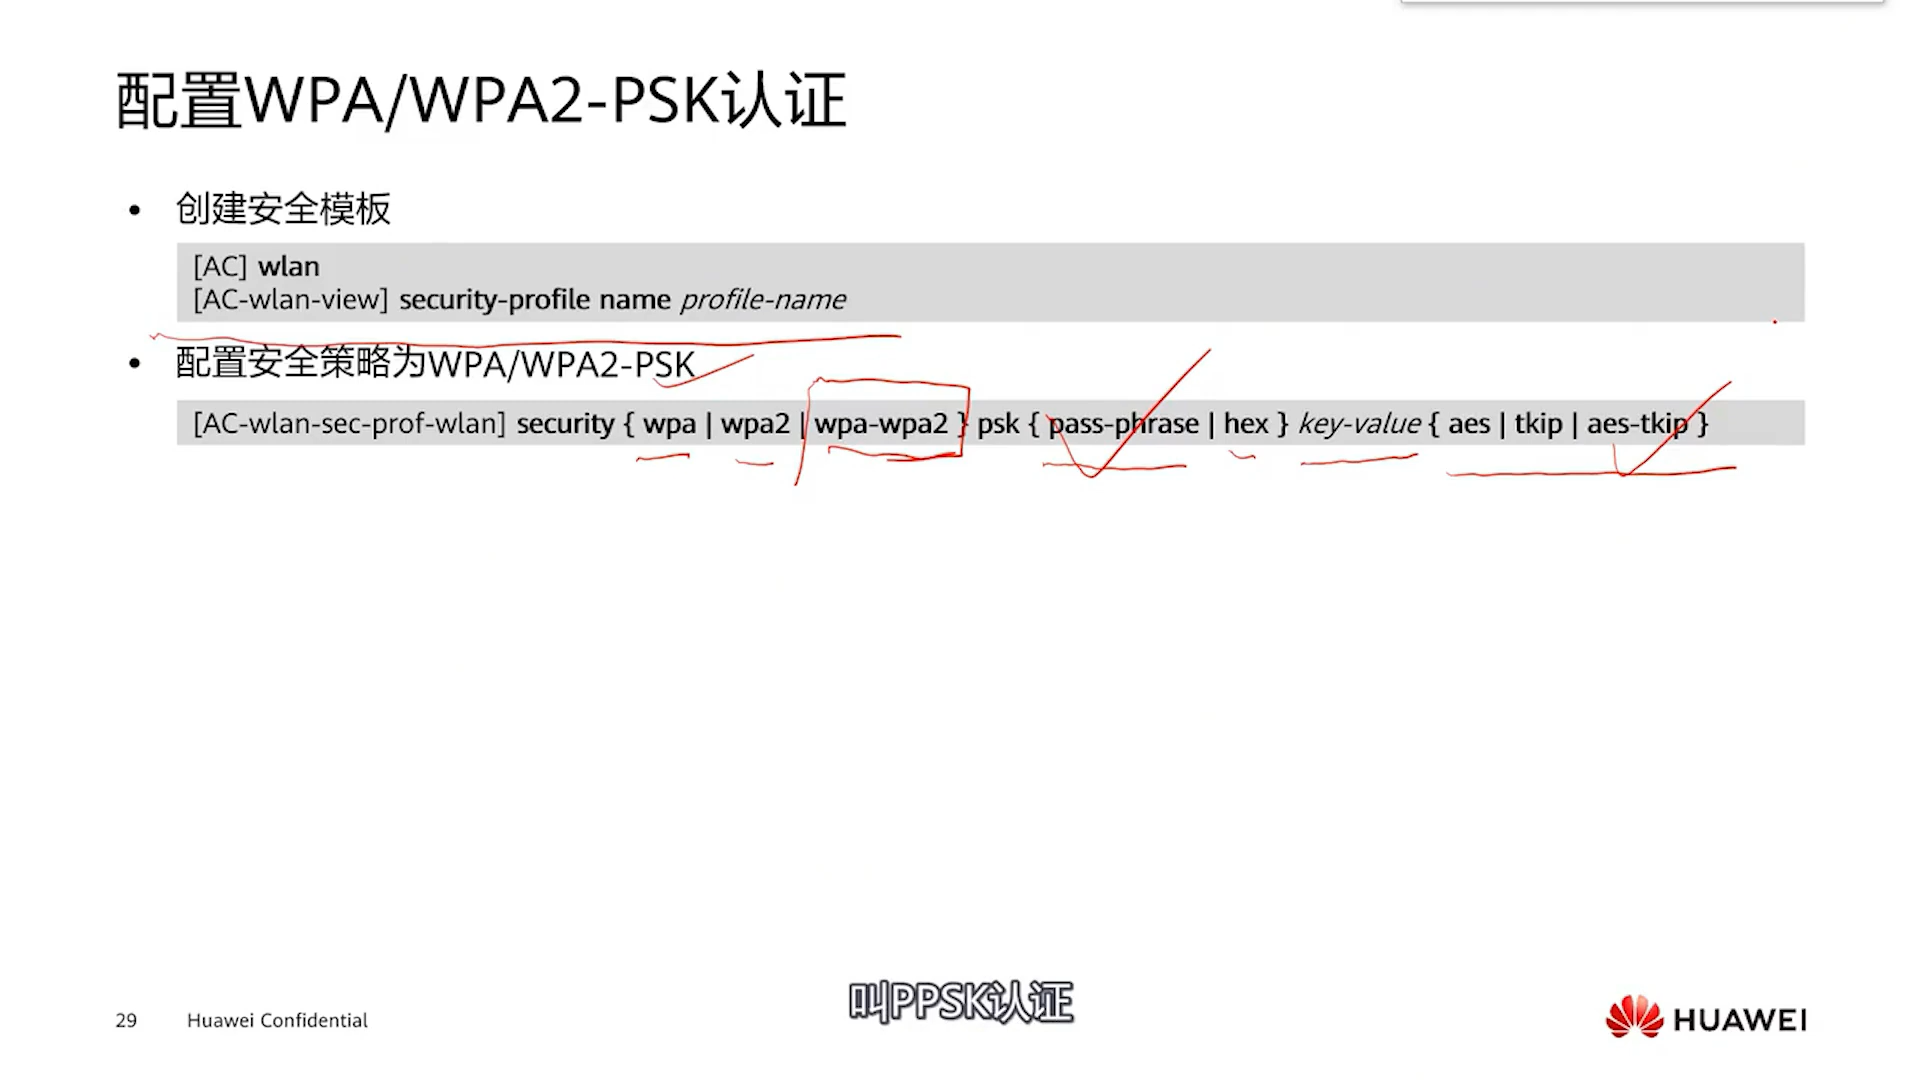 配置WPA/WPA2-PSK认证
• 创建安全模板
[AC] wlan
[AC-wlan-view] security-profile name profile-name
• 配置安全策略为WPA/WPA2-PSK
[AC-wlan-sec-prof-wlan] security { wpa | wpa2 | wpa-wpa2 } psk { pass-phrase | hex } key-value { aes | tkip | aes-tkip }
叫PPSK认证
29 Huawei Confidential
HUAWEI